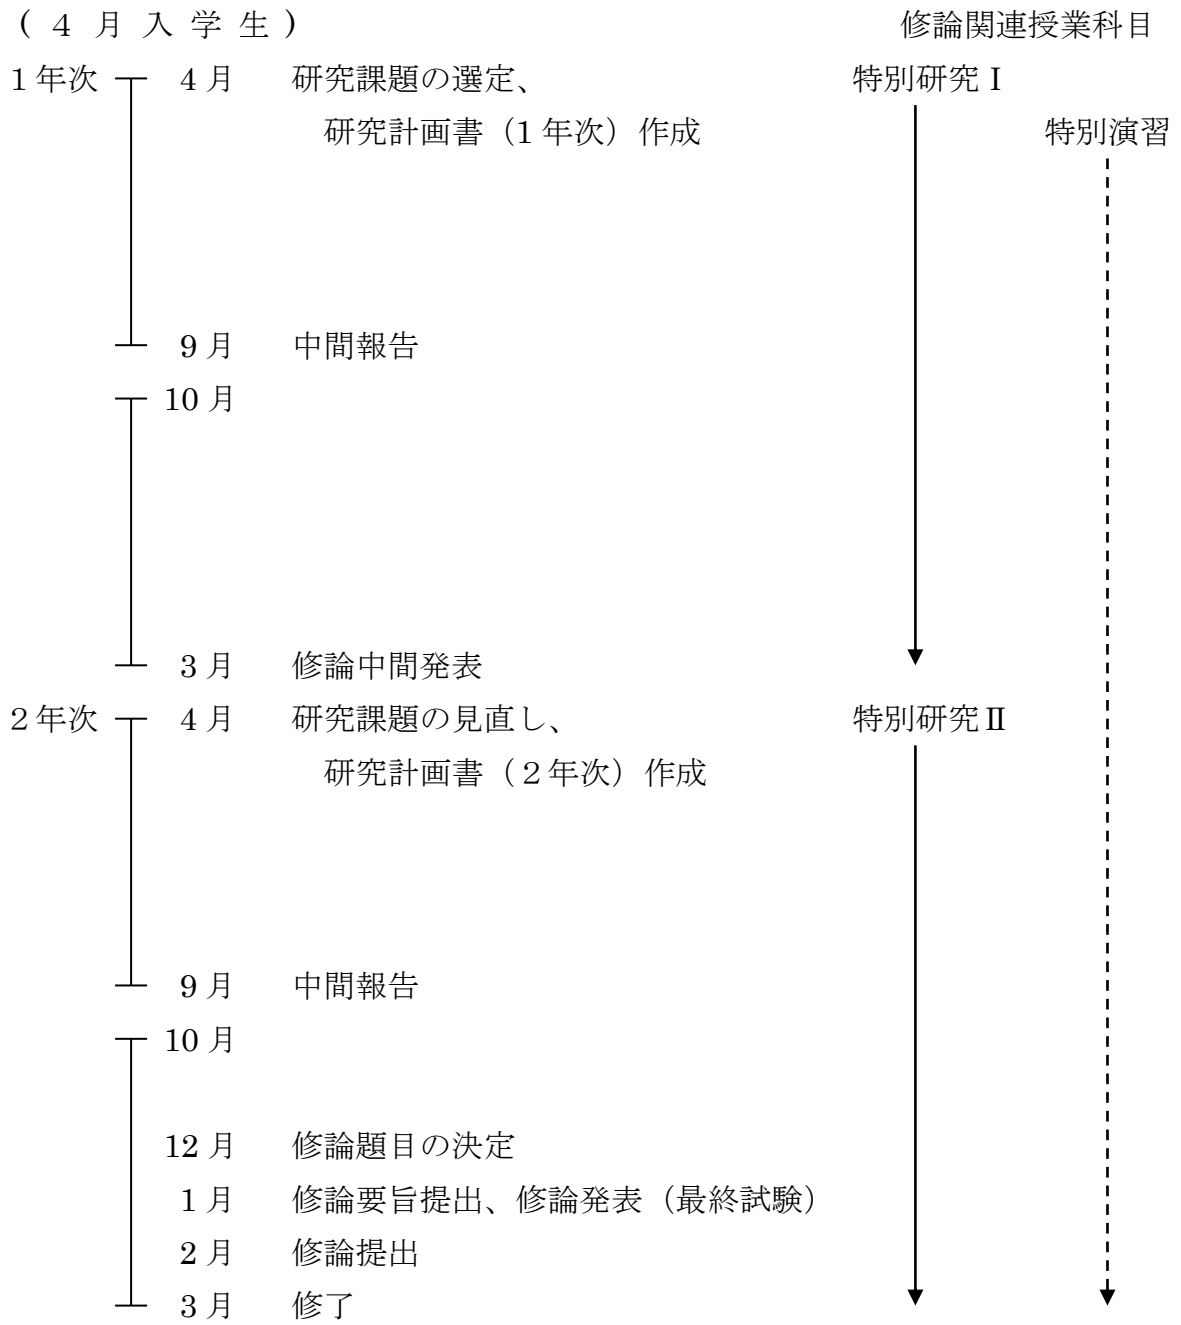 (４月入学生) 修論関連授業科目
１年次 4月 研究課題の選定、 特別研究Ⅰ
研究計画書（1年次）作成 特別演習
9月 中間報告
10月
3月 修論中間発表
２年次 4月 研究課題の見直し、 特別研究Ⅱ
研究計画書（２年次）作成
9月 中間報告
10月
12月 修論題目の決定
1月 修論要旨提出、修論発表（最終試験）
2月 修論提出
3月 修了